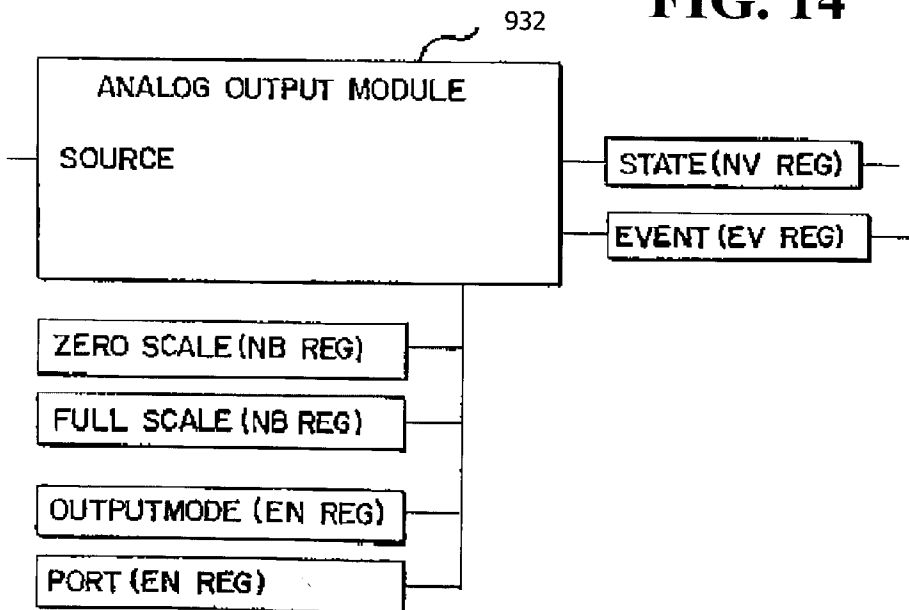 FIG. 14
932
ANALOG OUTPUT MODULE
SOURCE
STATE (NV REG)
EVENT (EV REG)
ZERO SCALE (NB REG)
FULL SCALE (NB REG)
OUTPUTMODE (EN REG)
PORT (EN REG)